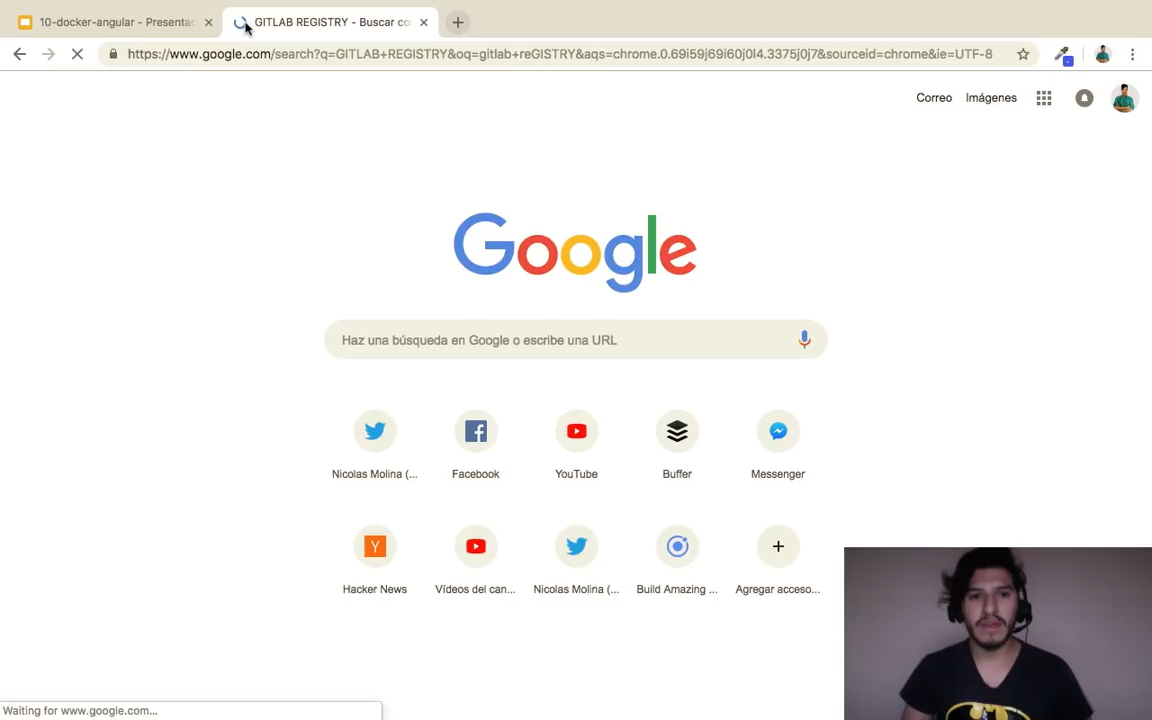 10-docker-angular - Presentac
GITLAB REGISTRY - Buscar co
https://www.google.com/search?q=GITLAB+REGISTRY&oq=gitlab+reGISTRY&aqs=chrome.0.69i59j69i60j0l4.3375j0j7&sourceid=chrome&ie=UTF-8
Correo Imágenes
Google
Haz una búsqueda en Google o escribe una URL
Nicolas Molina (... Facebook YouTube Buffer Messenger
Y
Hacker News Vídeos del can... Nicolas Molina (... Build Amazing ... Agregar acceso...
Waiting for www.google.com...